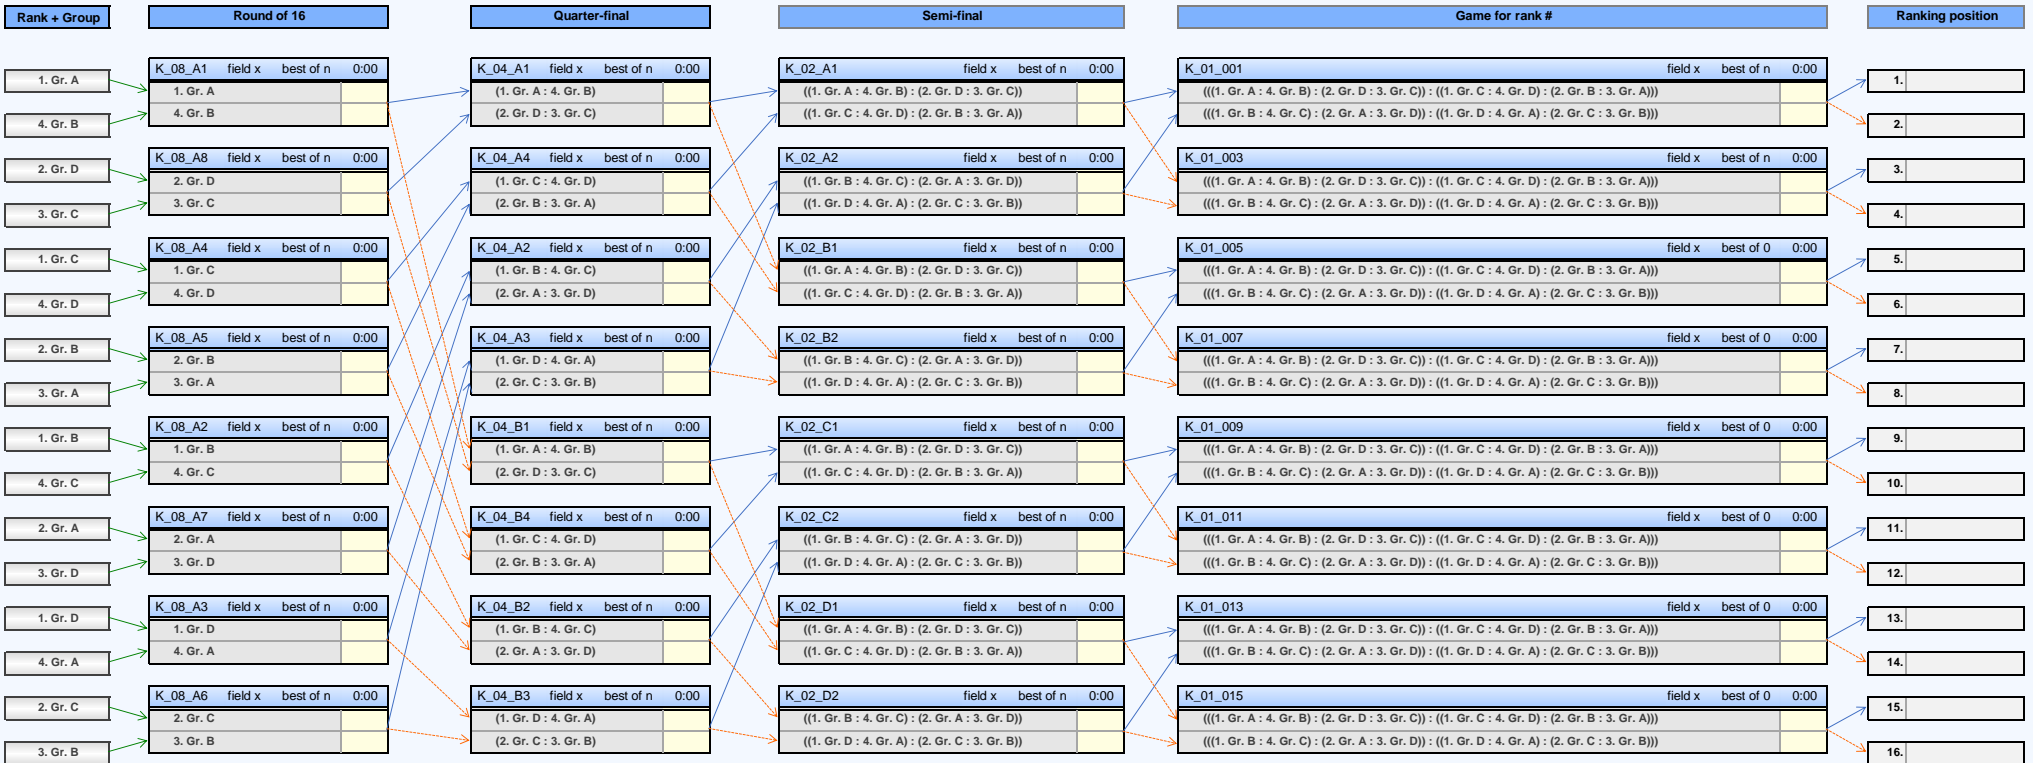 Rank + Group
Round of 16
Quarter-final
Semi-final
Game for rank #
Ranking position
1. Gr. A
4. Gr. B
2. Gr. D
3. Gr. C
1. Gr. C
4. Gr. D
2. Gr. B
3. Gr. A
1. Gr. B
4. Gr. C
2. Gr. A
3. Gr. D
1. Gr. D
4. Gr. A
2. Gr. C
3. Gr. B
K_08_A1 field x best of n 0:00
1. Gr. A
4. Gr. B
K_08_A8 field x best of n 0:00
2. Gr. D
3. Gr. C
K_08_A4 field x best of n 0:00
1. Gr. C
4. Gr. D
K_08_A5 field x best of n 0:00
2. Gr. B
3. Gr. A
K_08_A2 field x best of n 0:00
1. Gr. B
4. Gr. C
K_08_A7 field x best of n 0:00
2. Gr. A
3. Gr. D
K_08_A3 field x best of n 0:00
1. Gr. D
4. Gr. A
K_08_A6 field x best of n 0:00
2. Gr. C
3. Gr. B
K_04_A1 field x best of n 0:00
(1. Gr. A : 4. Gr. B)
(2. Gr. D : 3. Gr. C)
K_04_A4 field x best of n 0:00
(1. Gr. C : 4. Gr. D)
(2. Gr. B : 3. Gr. A)
K_04_A2 field x best of n 0:00
(1. Gr. B : 4. Gr. C)
(2. Gr. A : 3. Gr. D)
K_04_A3 field x best of n 0:00
(1. Gr. D : 4. Gr. A)
(2. Gr. C : 3. Gr. B)
K_04_B1 field x best of n 0:00
(1. Gr. A : 4. Gr. B)
(2. Gr. D : 3. Gr. C)
K_04_B4 field x best of n 0:00
(1. Gr. C : 4. Gr. D)
(2. Gr. B : 3. Gr. A)
K_04_B2 field x best of n 0:00
(1. Gr. B : 4. Gr. C)
(2. Gr. A : 3. Gr. D)
K_04_B3 field x best of n 0:00
(1. Gr. D : 4. Gr. A)
(2. Gr. C : 3. Gr. B)
K_02_A1 field x best of n 0:00
((1. Gr. A : 4. Gr. B) : (2. Gr. D : 3. Gr. C))
((1. Gr. C : 4. Gr. D) : (2. Gr. B : 3. Gr. A))
K_02_A2 field x best of n 0:00
((1. Gr. B : 4. Gr. C) : (2. Gr. A : 3. Gr. D))
((1. Gr. D : 4. Gr. A) : (2. Gr. C : 3. Gr. B))
K_02_B1 field x best of n 0:00
((1. Gr. A : 4. Gr. B) : (2. Gr. D : 3. Gr. C))
((1. Gr. C : 4. Gr. D) : (2. Gr. B : 3. Gr. A))
K_02_B2 field x best of n 0:00
((1. Gr. B : 4. Gr. C) : (2. Gr. A : 3. Gr. D))
((1. Gr. D : 4. Gr. A) : (2. Gr. C : 3. Gr. B))
K_02_C1 field x best of n 0:00
((1. Gr. A : 4. Gr. B) : (2. Gr. D : 3. Gr. C))
((1. Gr. C : 4. Gr. D) : (2. Gr. B : 3. Gr. A))
K_02_C2 field x best of n 0:00
((1. Gr. B : 4. Gr. C) : (2. Gr. A : 3. Gr. D))
((1. Gr. D : 4. Gr. A) : (2. Gr. C : 3. Gr. B))
K_02_D1 field x best of n 0:00
((1. Gr. A : 4. Gr. B) : (2. Gr. D : 3. Gr. C))
((1. Gr. C : 4. Gr. D) : (2. Gr. B : 3. Gr. A))
K_02_D2 field x best of n 0:00
((1. Gr. B : 4. Gr. C) : (2. Gr. A : 3. Gr. D))
((1. Gr. D : 4. Gr. A) : (2. Gr. C : 3. Gr. B))
K_01_001 field x best of n 0:00
(((1. Gr. A : 4. Gr. B) : (2. Gr. D : 3. Gr. C)) : ((1. Gr. C : 4. Gr. D) : (2. Gr. B : 3. Gr. A)))
(((1. Gr. B : 4. Gr. C) : (2. Gr. A : 3. Gr. D)) : ((1. Gr. D : 4. Gr. A) : (2. Gr. C : 3. Gr. B)))
K_01_003 field x best of n 0:00
(((1. Gr. A : 4. Gr. B) : (2. Gr. D : 3. Gr. C)) : ((1. Gr. C : 4. Gr. D) : (2. Gr. B : 3. Gr. A)))
(((1. Gr. B : 4. Gr. C) : (2. Gr. A : 3. Gr. D)) : ((1. Gr. D : 4. Gr. A) : (2. Gr. C : 3. Gr. B)))
K_01_005 field x best of 0 0:00
(((1. Gr. A : 4. Gr. B) : (2. Gr. D : 3. Gr. C)) : ((1. Gr. C : 4. Gr. D) : (2. Gr. B : 3. Gr. A)))
(((1. Gr. B : 4. Gr. C) : (2. Gr. A : 3. Gr. D)) : ((1. Gr. D : 4. Gr. A) : (2. Gr. C : 3. Gr. B)))
K_01_007 field x best of 0 0:00
(((1. Gr. A : 4. Gr. B) : (2. Gr. D : 3. Gr. C)) : ((1. Gr. C : 4. Gr. D) : (2. Gr. B : 3. Gr. A)))
(((1. Gr. B : 4. Gr. C) : (2. Gr. A : 3. Gr. D)) : ((1. Gr. D : 4. Gr. A) : (2. Gr. C : 3. Gr. B)))
K_01_009 field x best of 0 0:00
(((1. Gr. A : 4. Gr. B) : (2. Gr. D : 3. Gr. C)) : ((1. Gr. C : 4. Gr. D) : (2. Gr. B : 3. Gr. A)))
(((1. Gr. B : 4. Gr. C) : (2. Gr. A : 3. Gr. D)) : ((1. Gr. D : 4. Gr. A) : (2. Gr. C : 3. Gr. B)))
K_01_011 field x best of 0 0:00
(((1. Gr. A : 4. Gr. B) : (2. Gr. D : 3. Gr. C)) : ((1. Gr. C : 4. Gr. D) : (2. Gr. B : 3. Gr. A)))
(((1. Gr. B : 4. Gr. C) : (2. Gr. A : 3. Gr. D)) : ((1. Gr. D : 4. Gr. A) : (2. Gr. C : 3. Gr. B)))
K_01_013 field x best of 0 0:00
(((1. Gr. A : 4. Gr. B) : (2. Gr. D : 3. Gr. C)) : ((1. Gr. C : 4. Gr. D) : (2. Gr. B : 3. Gr. A)))
(((1. Gr. B : 4. Gr. C) : (2. Gr. A : 3. Gr. D)) : ((1. Gr. D : 4. Gr. A) : (2. Gr. C : 3. Gr. B)))
K_01_015 field x best of 0 0:00
(((1. Gr. A : 4. Gr. B) : (2. Gr. D : 3. Gr. C)) : ((1. Gr. C : 4. Gr. D) : (2. Gr. B : 3. Gr. A)))
(((1. Gr. B : 4. Gr. C) : (2. Gr. A : 3. Gr. D)) : ((1. Gr. D : 4. Gr. A) : (2. Gr. C : 3. Gr. B)))
1.
2.
3.
4.
5.
6.
7.
8.
9.
10.
11.
12.
13.
14.
15.
16.